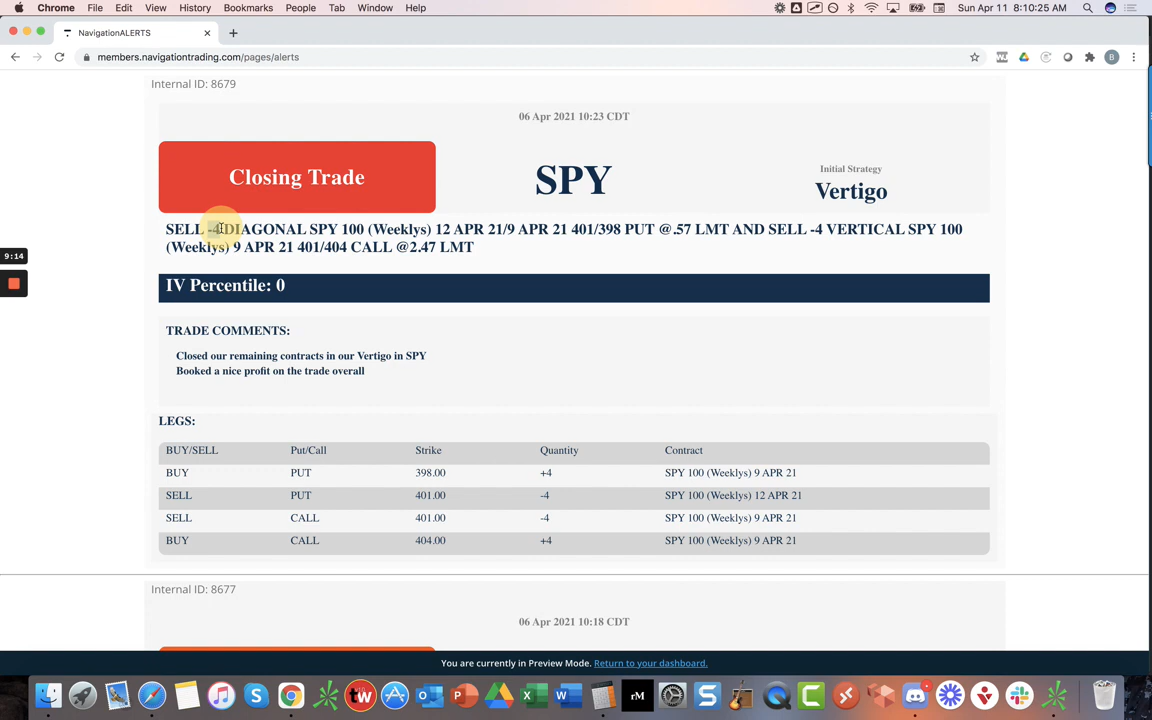 Chrome File Edit View History Bookmarks People Tab Window Help Sun Apr 11 8:10:25 AM
NavigationALERTS
members.navigationtrading.com/pages/alerts
B
Internal ID: 8679
06 Apr 2021 10:23 CDT
Closing Trade
SPY
Initial Strategy
Vertigo
SELL -4 DIAGONAL SPY 100 (Weeklys) 12 APR 21/9 APR 21 401/398 PUT @.57 LMT AND SELL -4 VERTICAL SPY 100
(Weeklys) 9 APR 21 401/404 CALL @2.47 LMT
9:14
IV Percentile: 0
TRADE COMMENTS:
Closed our remaining contracts in our Vertigo in SPY
Booked a nice profit on the trade overall
LEGS:
BUY/SELL Put/Call Strike Quantity Contract
BUY PUT 398.00 +4 SPY 100 (Weeklys) 9 APR 21
SELL PUT 401.00 -4 SPY 100 (Weeklys) 12 APR 21
SELL CALL 401.00 -4 SPY 100 (Weeklys) 9 APR 21
BUY CALL 404.00 +4 SPY 100 (Weeklys) 9 APR 21
Internal ID: 8677
06 Apr 2021 10:18 CDT
You are currently in Preview Mode. Return to your dashboard.
tw
rM